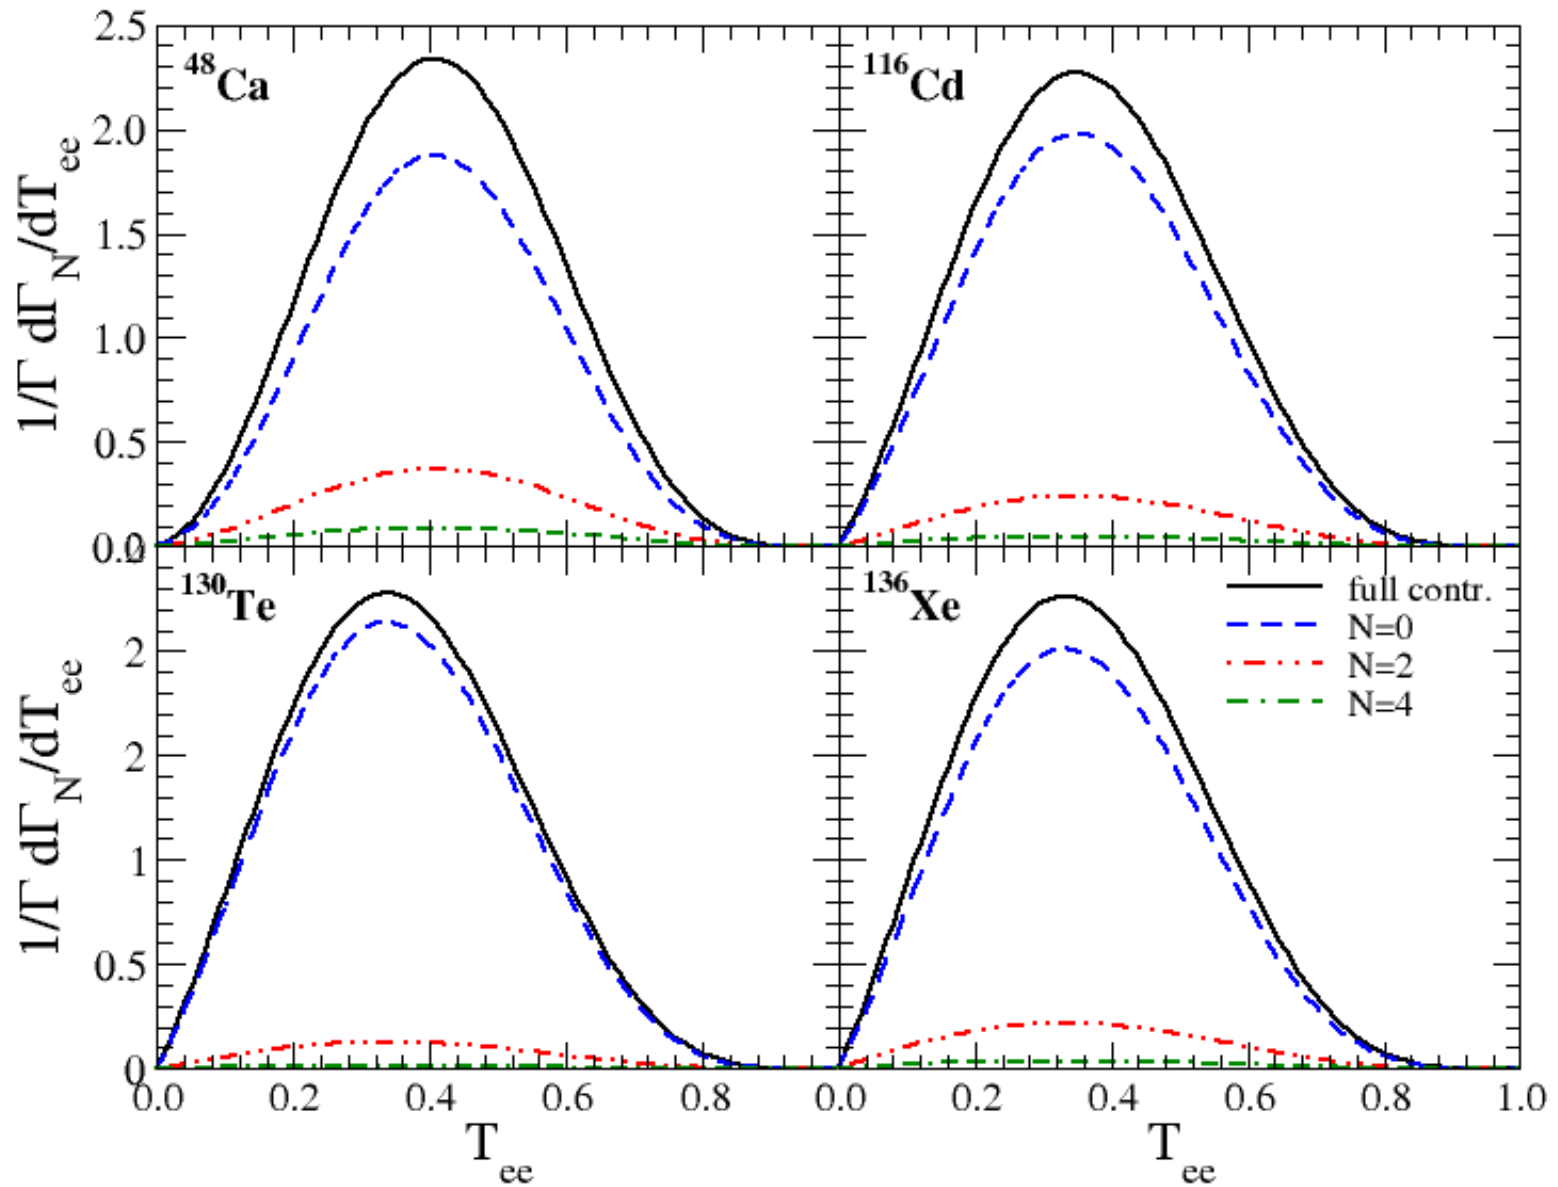 2.5
2.0
1.5
1.0
0.5
0.0
1/Γ dΓN/dTee
48Ca
116Cd
2
2
2
1
0.5
0
1/Γ dΓN/dTee
130Te
136Xe
full contr.
N=0
N=2
N=4
0.0 0.2 0.4 0.6 0.8 0.0 0.2 0.4 0.6 0.8 1.0
Tee
Tee